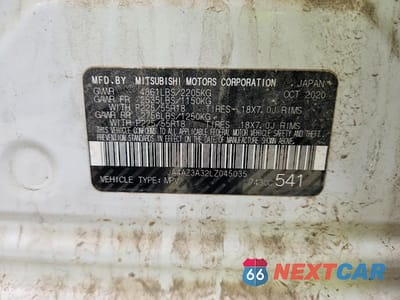 MFD.BY MITSUBISHI MOTORS CORPORATION , JAPAN
GVWR 4861LBS/2205KG OCT 2020
GAWR FR 2535LBS/1150KG
WITH P225/55R18 TIRES- 18X7.0J RIMS
GAWR RR 2756LBS/1250KG
WITH P225/55R18 TIRES- 18X7.0J RIMS
THIS VEHICLE CONFORMS TO ALL APPLICABLE
FEDERAL MOTOR VEHICLE SAFETY
STANDARDS IN EFFECT ON THE DATE OF
MANUFACTURE SHOWN ABOVE.
JA4AZ3A32LZ045035
VEHICLE TYPE: MPV 541
66 NEXTCAR